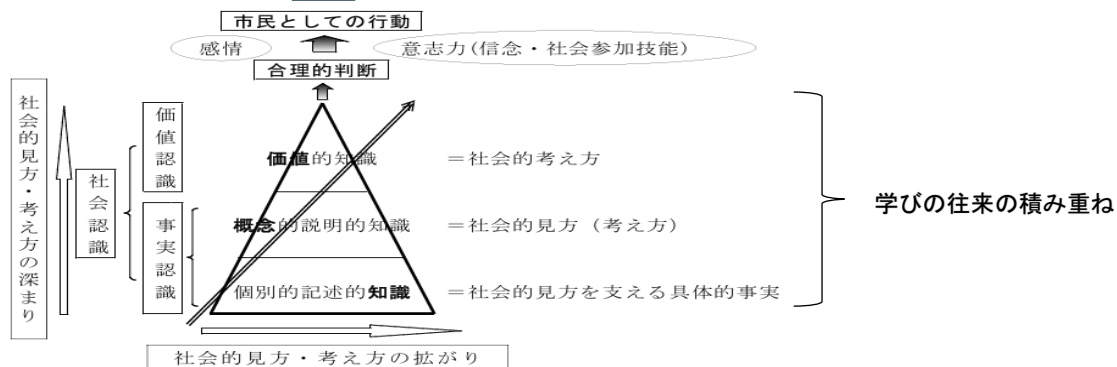 市民としての行動
感情
意志力(信念・社会参加技能)
合理的判断
社会的見方・考え方の深まり
社会認識
価値認識
事実認識
価値的知識
＝社会的考え方
概念的説明的知識
＝社会的見方（考え方）
個別的記述的知識
＝社会的見方を支える具体的事実
学びの往来の積み重ね
社会的見方・考え方の拡がり